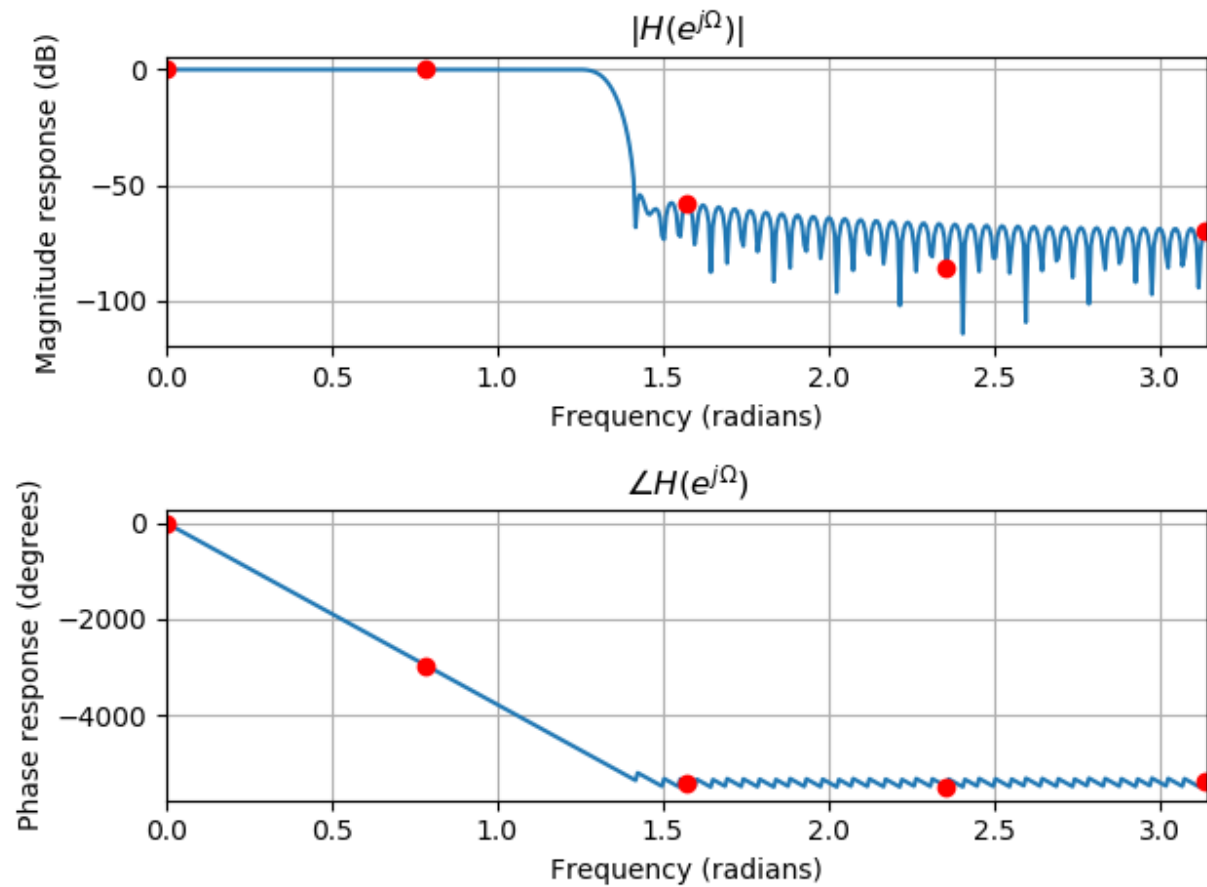 |H(e^{jΩ})|
Magnitude response (dB)
0
−50
−100
0.0 0.5 1.0 1.5 2.0 2.5 3.0
Frequency (radians)
∠H(e^{jΩ})
Phase response (degrees)
0
−2000
−4000
0.0 0.5 1.0 1.5 2.0 2.5 3.0
Frequency (radians)